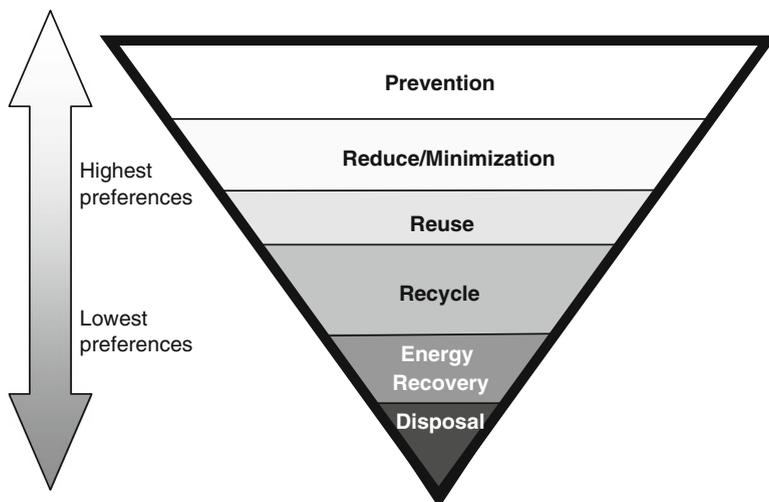 Prevention
Reduce/Minimization
Highest
preferences
Reuse
Recycle
Lowest
preferences
Energy
Recovery
Disposal